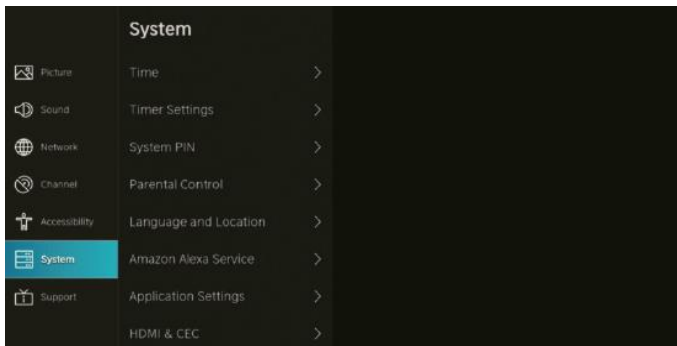 System
Picture
Time
Sound
Timer Settings
Network
System PIN
Channel
Parental Control
Accessibility
Language and Location
System
Amazon Alexa Service
Support
Application Settings
HDMI & CEC